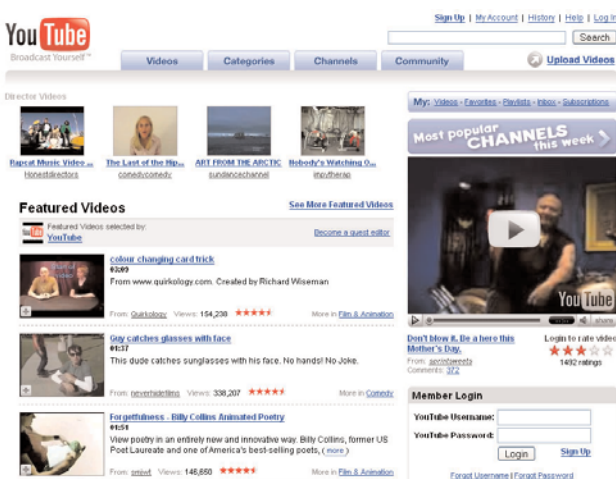 Sign Up | My Account | History | Help | Log In
You Tube
Broadcast Yourself™
Search
Videos
Categories
Channels
Community
Upload Videos
Director Videos
Rapcat Music Video ...
Honestdirectors
The Last of the Hip...
comedycomedy
ART FROM THE ARCTIC
sundancechannel
Nobody's Watching O...
impytherap
My: Videos - Favorites - Playlists - Inbox - Subscriptions
Most popular
CHANNELS
this week
Featured Videos
See More Featured Videos
Featured Videos selected by:
YouTube
Become a guest editor
colour changing card trick
03:09
From www.quirkology.com. Created by Richard Wiseman
From: Quirkology Views: 154,238
More in Film & Animation
Guy catches glasses with face
01:37
This dude catches sunglasses with his face. No hands! No Joke.
From: neverhidefilms Views: 338,207
More in Comedy
Forgetfulness - Billy Collins Animated Poetry
01:51
View poetry in an entirely new and innovative way. Billy Collins, former US
Poet Laureate and one of America's best-selling poets, ( more )
From: smjwt Views: 146,650
More in Film & Animation
You Tube
share
Don't blow it. Be a hero this
Mother's Day.
From:
Comments: 372
Login to rate video
1492 ratings
Member Login
YouTube Username:
YouTube Password:
Login
Sign Up
Forgot Username | Forgot Password